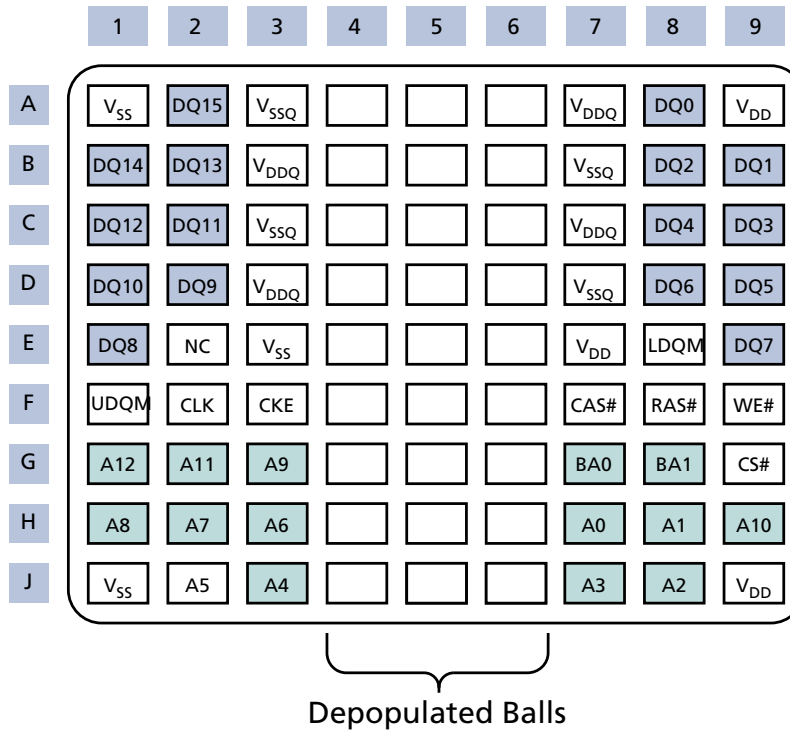 1 2 3 4 5 6 7 8 9
A VSS DQ15 VSSQ VDDQ DQ0 VDD
B DQ14 DQ13 VDDQ VSSQ DQ2 DQ1
C DQ12 DQ11 VSSQ VDDQ DQ4 DQ3
D DQ10 DQ9 VDDQ VSSQ DQ6 DQ5
E DQ8 NC VSS VDD LDQM DQ7
F UDQM CLK CKE CAS# RAS# WE#
G A12 A11 A9 BA0 BA1 CS#
H A8 A7 A6 A0 A1 A10
J VSS A5 A4 A3 A2 VDD
Depopulated Balls